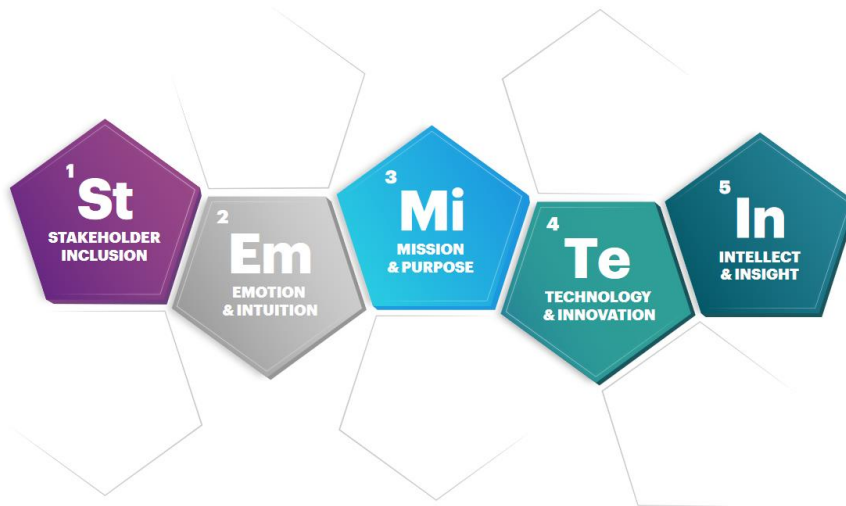 1
St
STAKEHOLDER
INCLUSION
2
Em
EMOTION
& INTUITION
3
Mi
MISSION
& PURPOSE
4
Te
TECHNOLOGY
& INNOVATION
5
In
INTELLECT
& INSIGHT